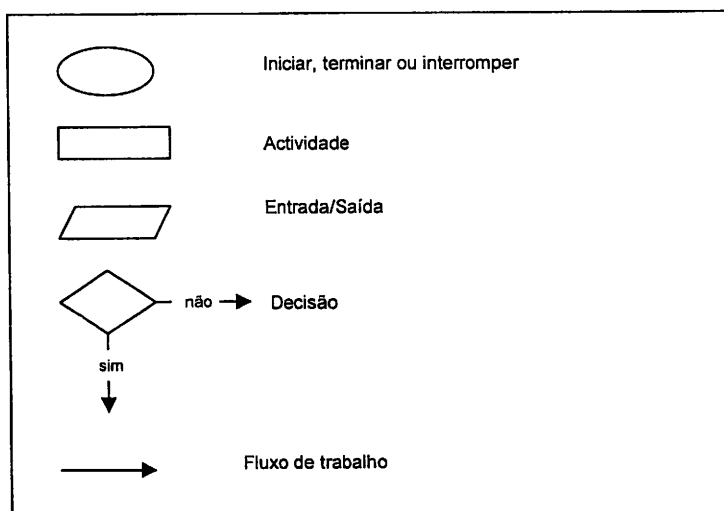 Iniciar, terminar ou interromper
Actividade
Entrada/Saída
não
Decisão
sim
Fluxo de trabalho